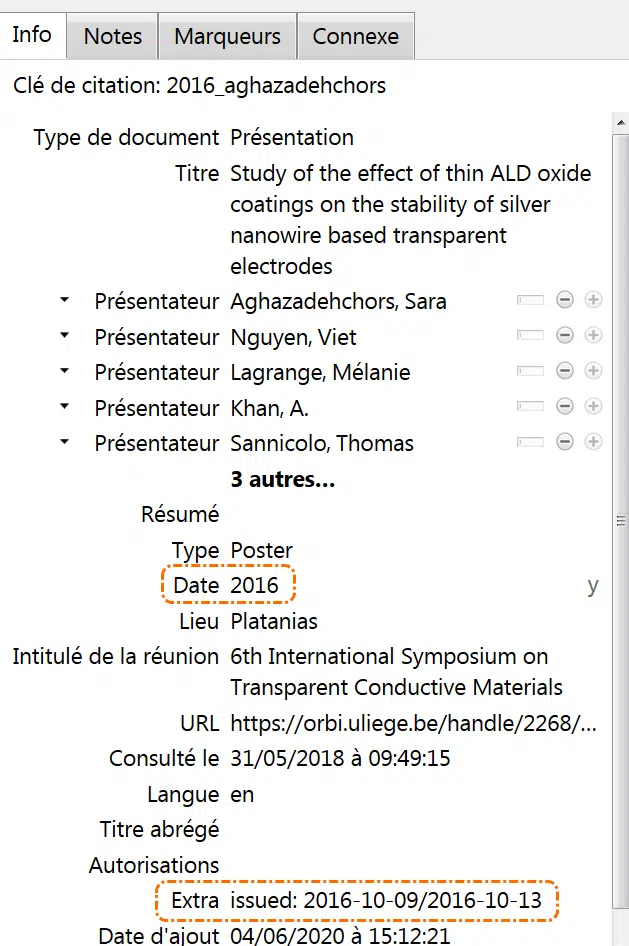 Info Notes Marqueurs Connexe
Clé de citation: 2016_aghazadehchors
Type de document Présentation
Titre Study of the effect of thin ALD oxide
coatings on the stability of silver
nanowire based transparent
electrodes
Présentateur Aghazadehchors, Sara
Présentateur Nguyen, Viet
Présentateur Lagrange, Mélanie
Présentateur Khan, A.
Présentateur Sannicolo, Thomas
3 autres...
Résumé
Type Poster
Date 2016 y
Lieu Platanias
Intitulé de la réunion 6th International Symposium on
Transparent Conductive Materials
URL https://orbi.uliege.be/handle/2268/...
Consulté le 31/05/2018 à 09:49:15
Langue en
Titre abrégé
Autorisations
Extra issued: 2016-10-09/2016-10-13
Date d'ajout 04/06/2020 à 15:12:21